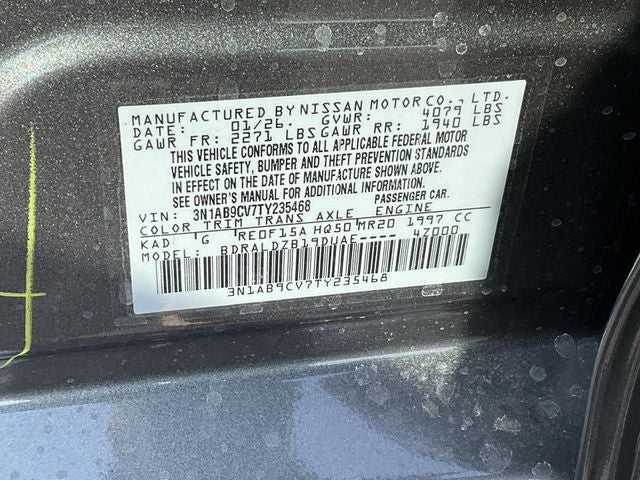 MANUFACTURED BY NISSAN MOTOR CO., LTD.
DATE: 01/26. GVWR: 4079 LBS
GAWR FR: 2271 LBS GAWR RR: 1940 LBS
THIS VEHICLE CONFORMS TO ALL APPLICABLE FEDERAL MOTOR
VEHICLE SAFETY, BUMPER AND THEFT PREVENTION STANDARDS
IN EFFECT ON THE DATE OF MANUFACTURE SHOWN ABOVE.
SEE OWNER'S MANUAL FOR ADDITIONAL INFORMATION.
VIN: 3N1AB9CV7TY235468 PASSENGER CAR.
COLOR TRIM TRANS AXLE ENGINE
KAD G RE0F15A HQ50 MR20 1997 CC
MODEL: BDRALDZB19DUAE---- 4Z000
3N1AB9CV7TY235468